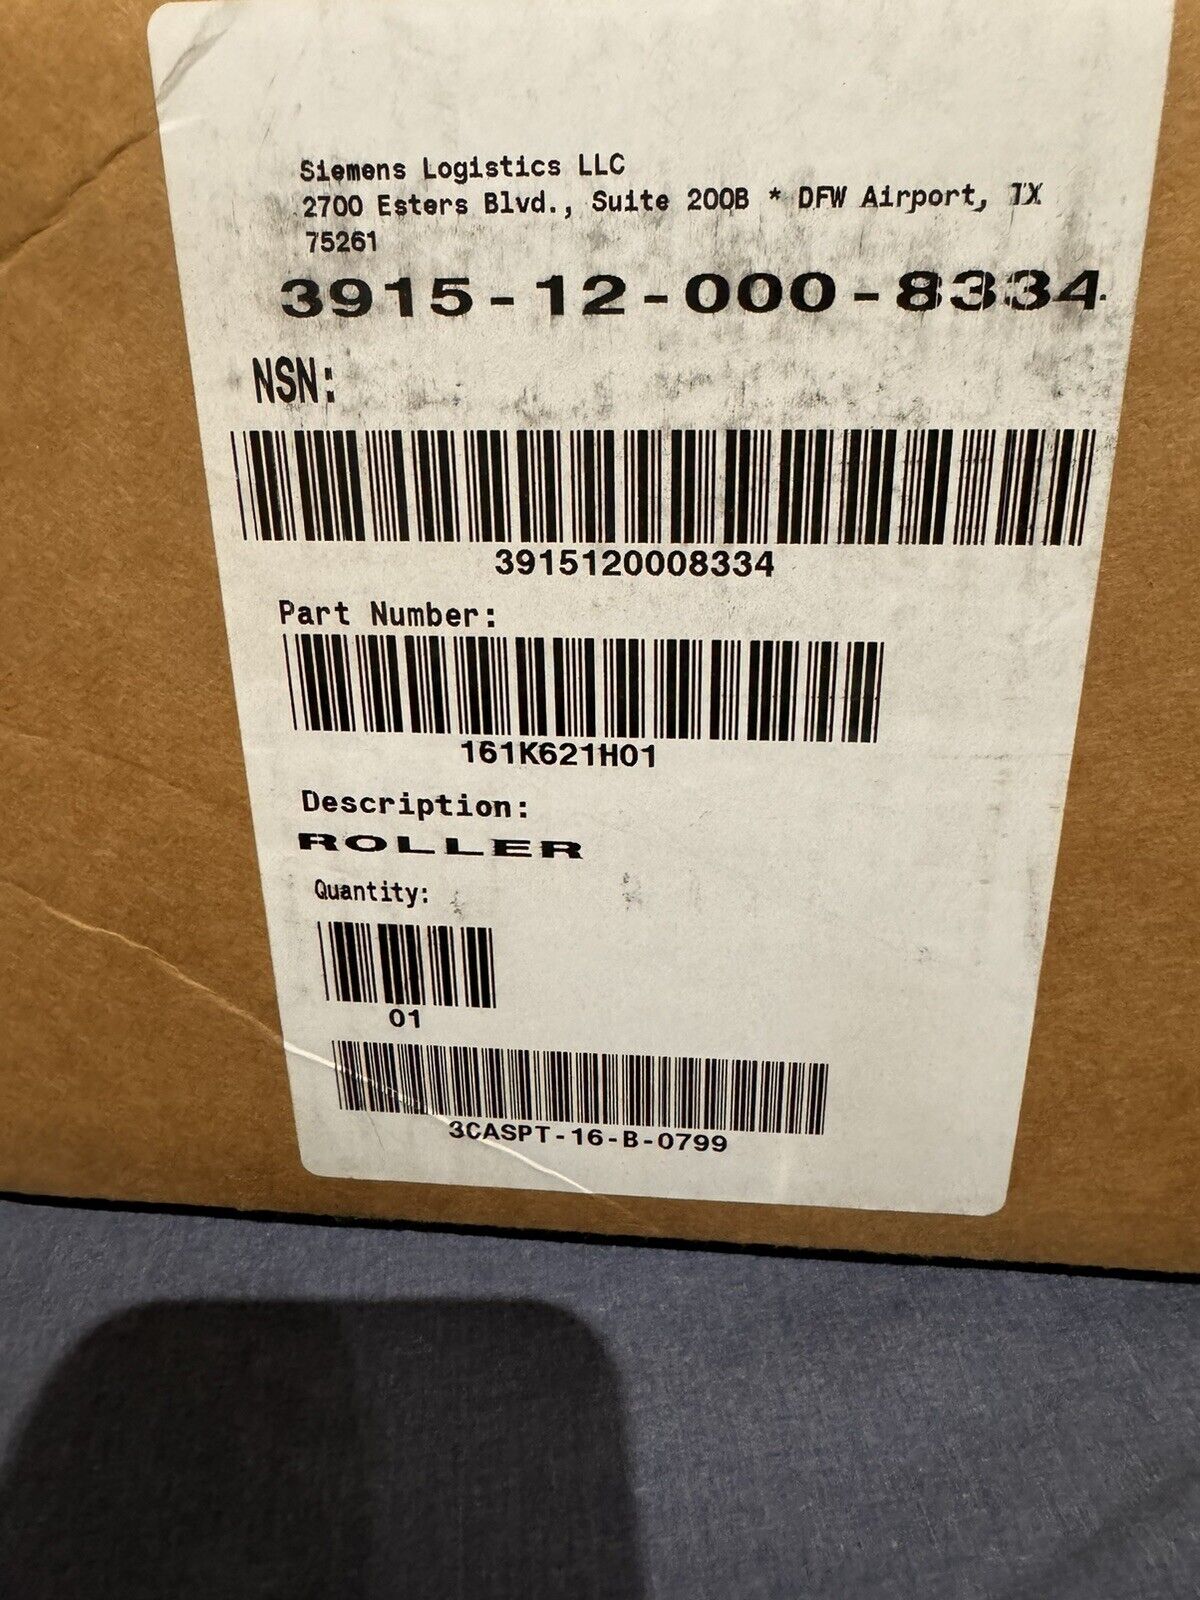 Siemens Logistics LLC
2700 Esters Blvd., Suite 200B * DFW Airport, TX
75261
3915-12-000-8334
NSN:
3915120008334
Part Number:
161K621H01
Description:
ROLLER
Quantity:
01
3CASPT-16-B-0799